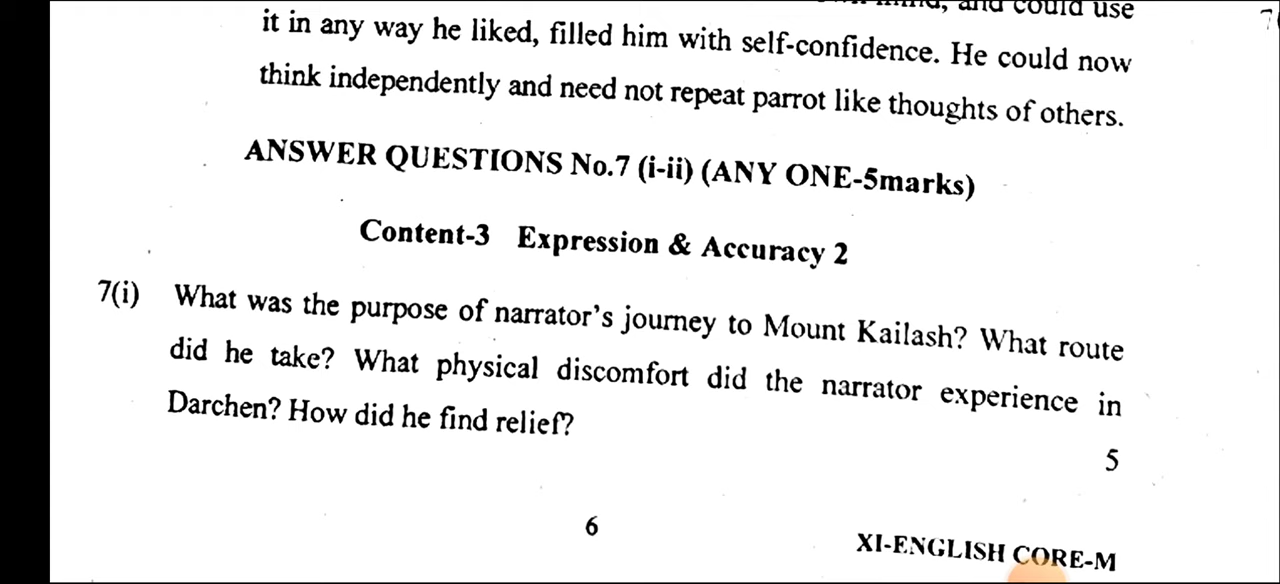 and could use
it in any way he liked, filled him with self-confidence. He could now
think independently and need not repeat parrot like thoughts of others.
ANSWER QUESTIONS No.7 (i-ii) (ANY ONE-5marks)
Content-3 Expression & Accuracy 2
7(i) What was the purpose of narrator's journey to Mount Kailash? What route
did he take? What physical discomfort did the narrator experience in
Darchen? How did he find relief?
5
6
XI-ENGLISH CORE-M